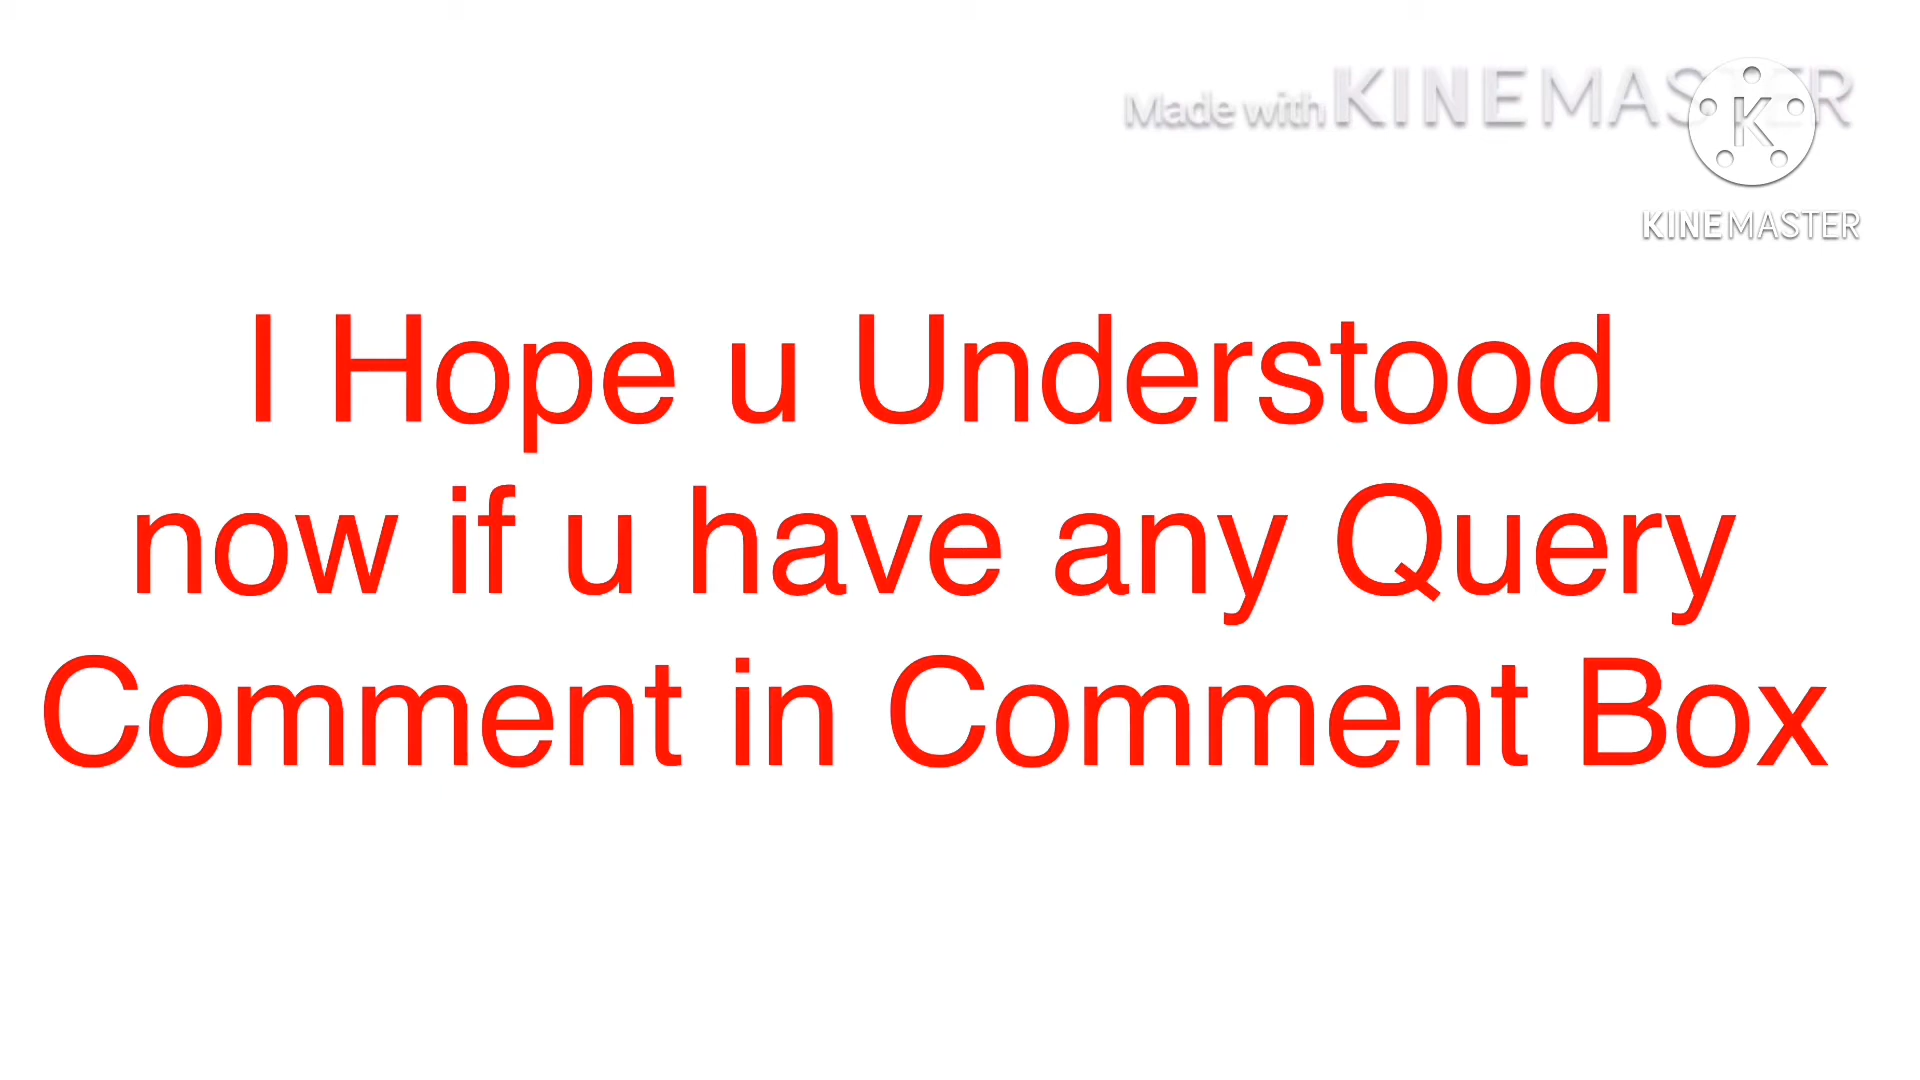 Made with KINEMASTER
K
KINEMASTER
I Hope u Understood
now if u have any Query
Comment in Comment Box